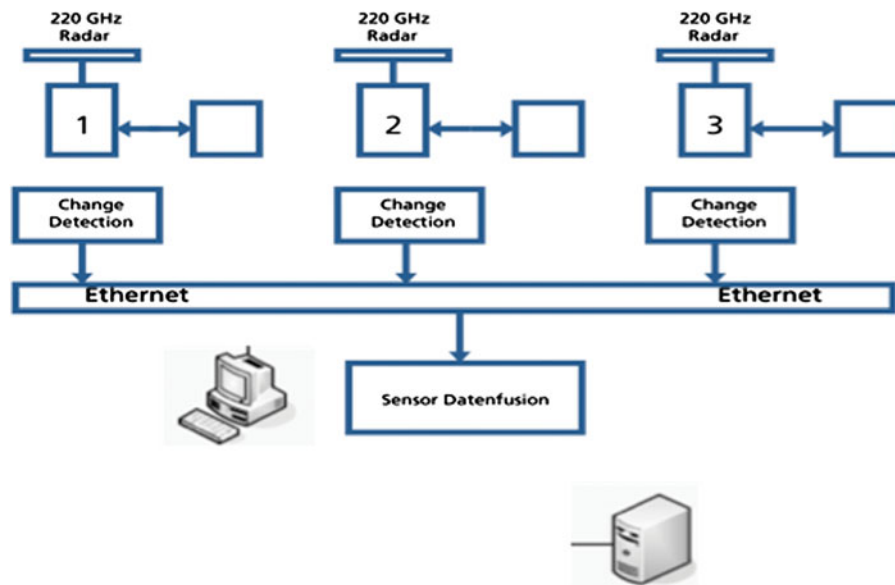 220 GHz
Radar
220 GHz
Radar
220 GHz
Radar
1
2
3
Change
Detection
Change
Detection
Change
Detection
Ethernet
Ethernet
Sensor Datenfusion